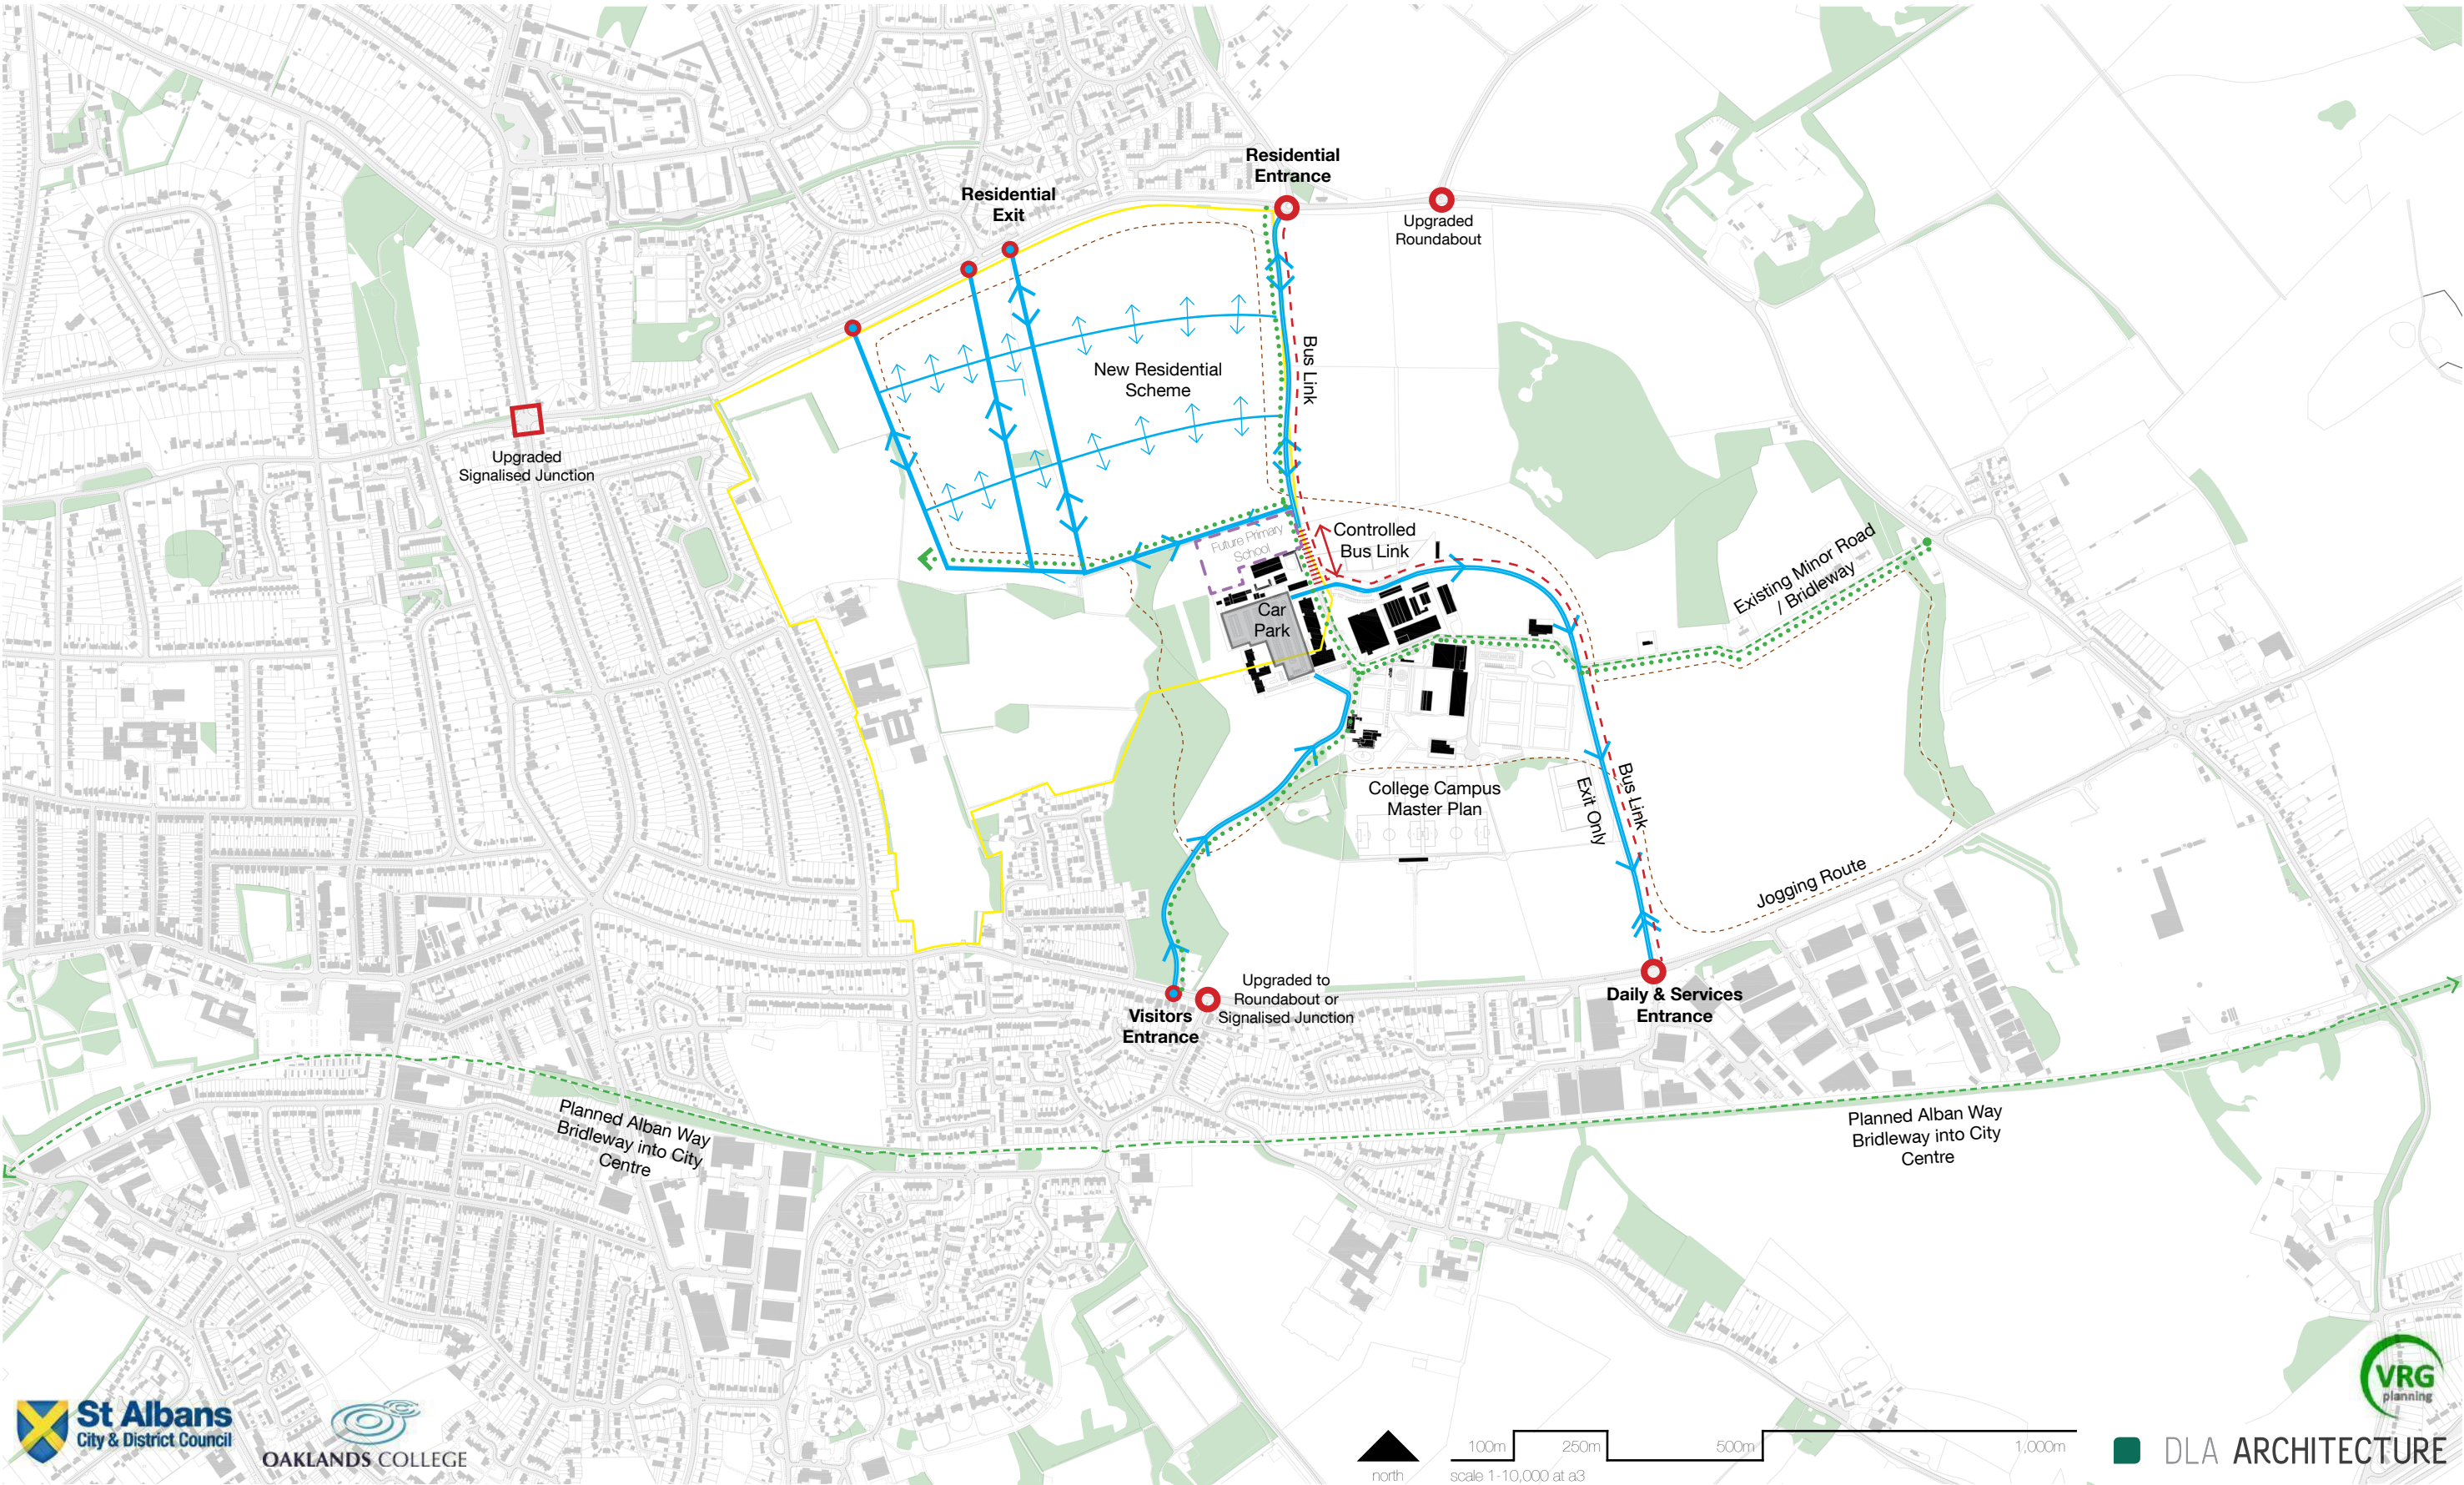 Residential
Entrance
Residential
Exit
Upgraded
Roundabout
Bus Link
New Residential
Scheme
Upgraded
Signalised Junction
Controlled
Bus Link
Future Primary
School
Existing Minor Road
/ Bridleway
Car
Park
College Campus
Master Plan
Bus Link
Exit Only
Jogging Route
Upgraded to
Roundabout or
Signalised Junction
Daily & Services
Entrance
Visitors
Entrance
Planned Alban Way
Bridleway into City
Centre
Planned Alban Way
Bridleway into City
Centre
St Albans
City & District Council
OAKLANDS COLLEGE
north
100m
250m
500m
1,000m
scale 1-10,000 at a3
VRG
planning
DLA ARCHITECTURE